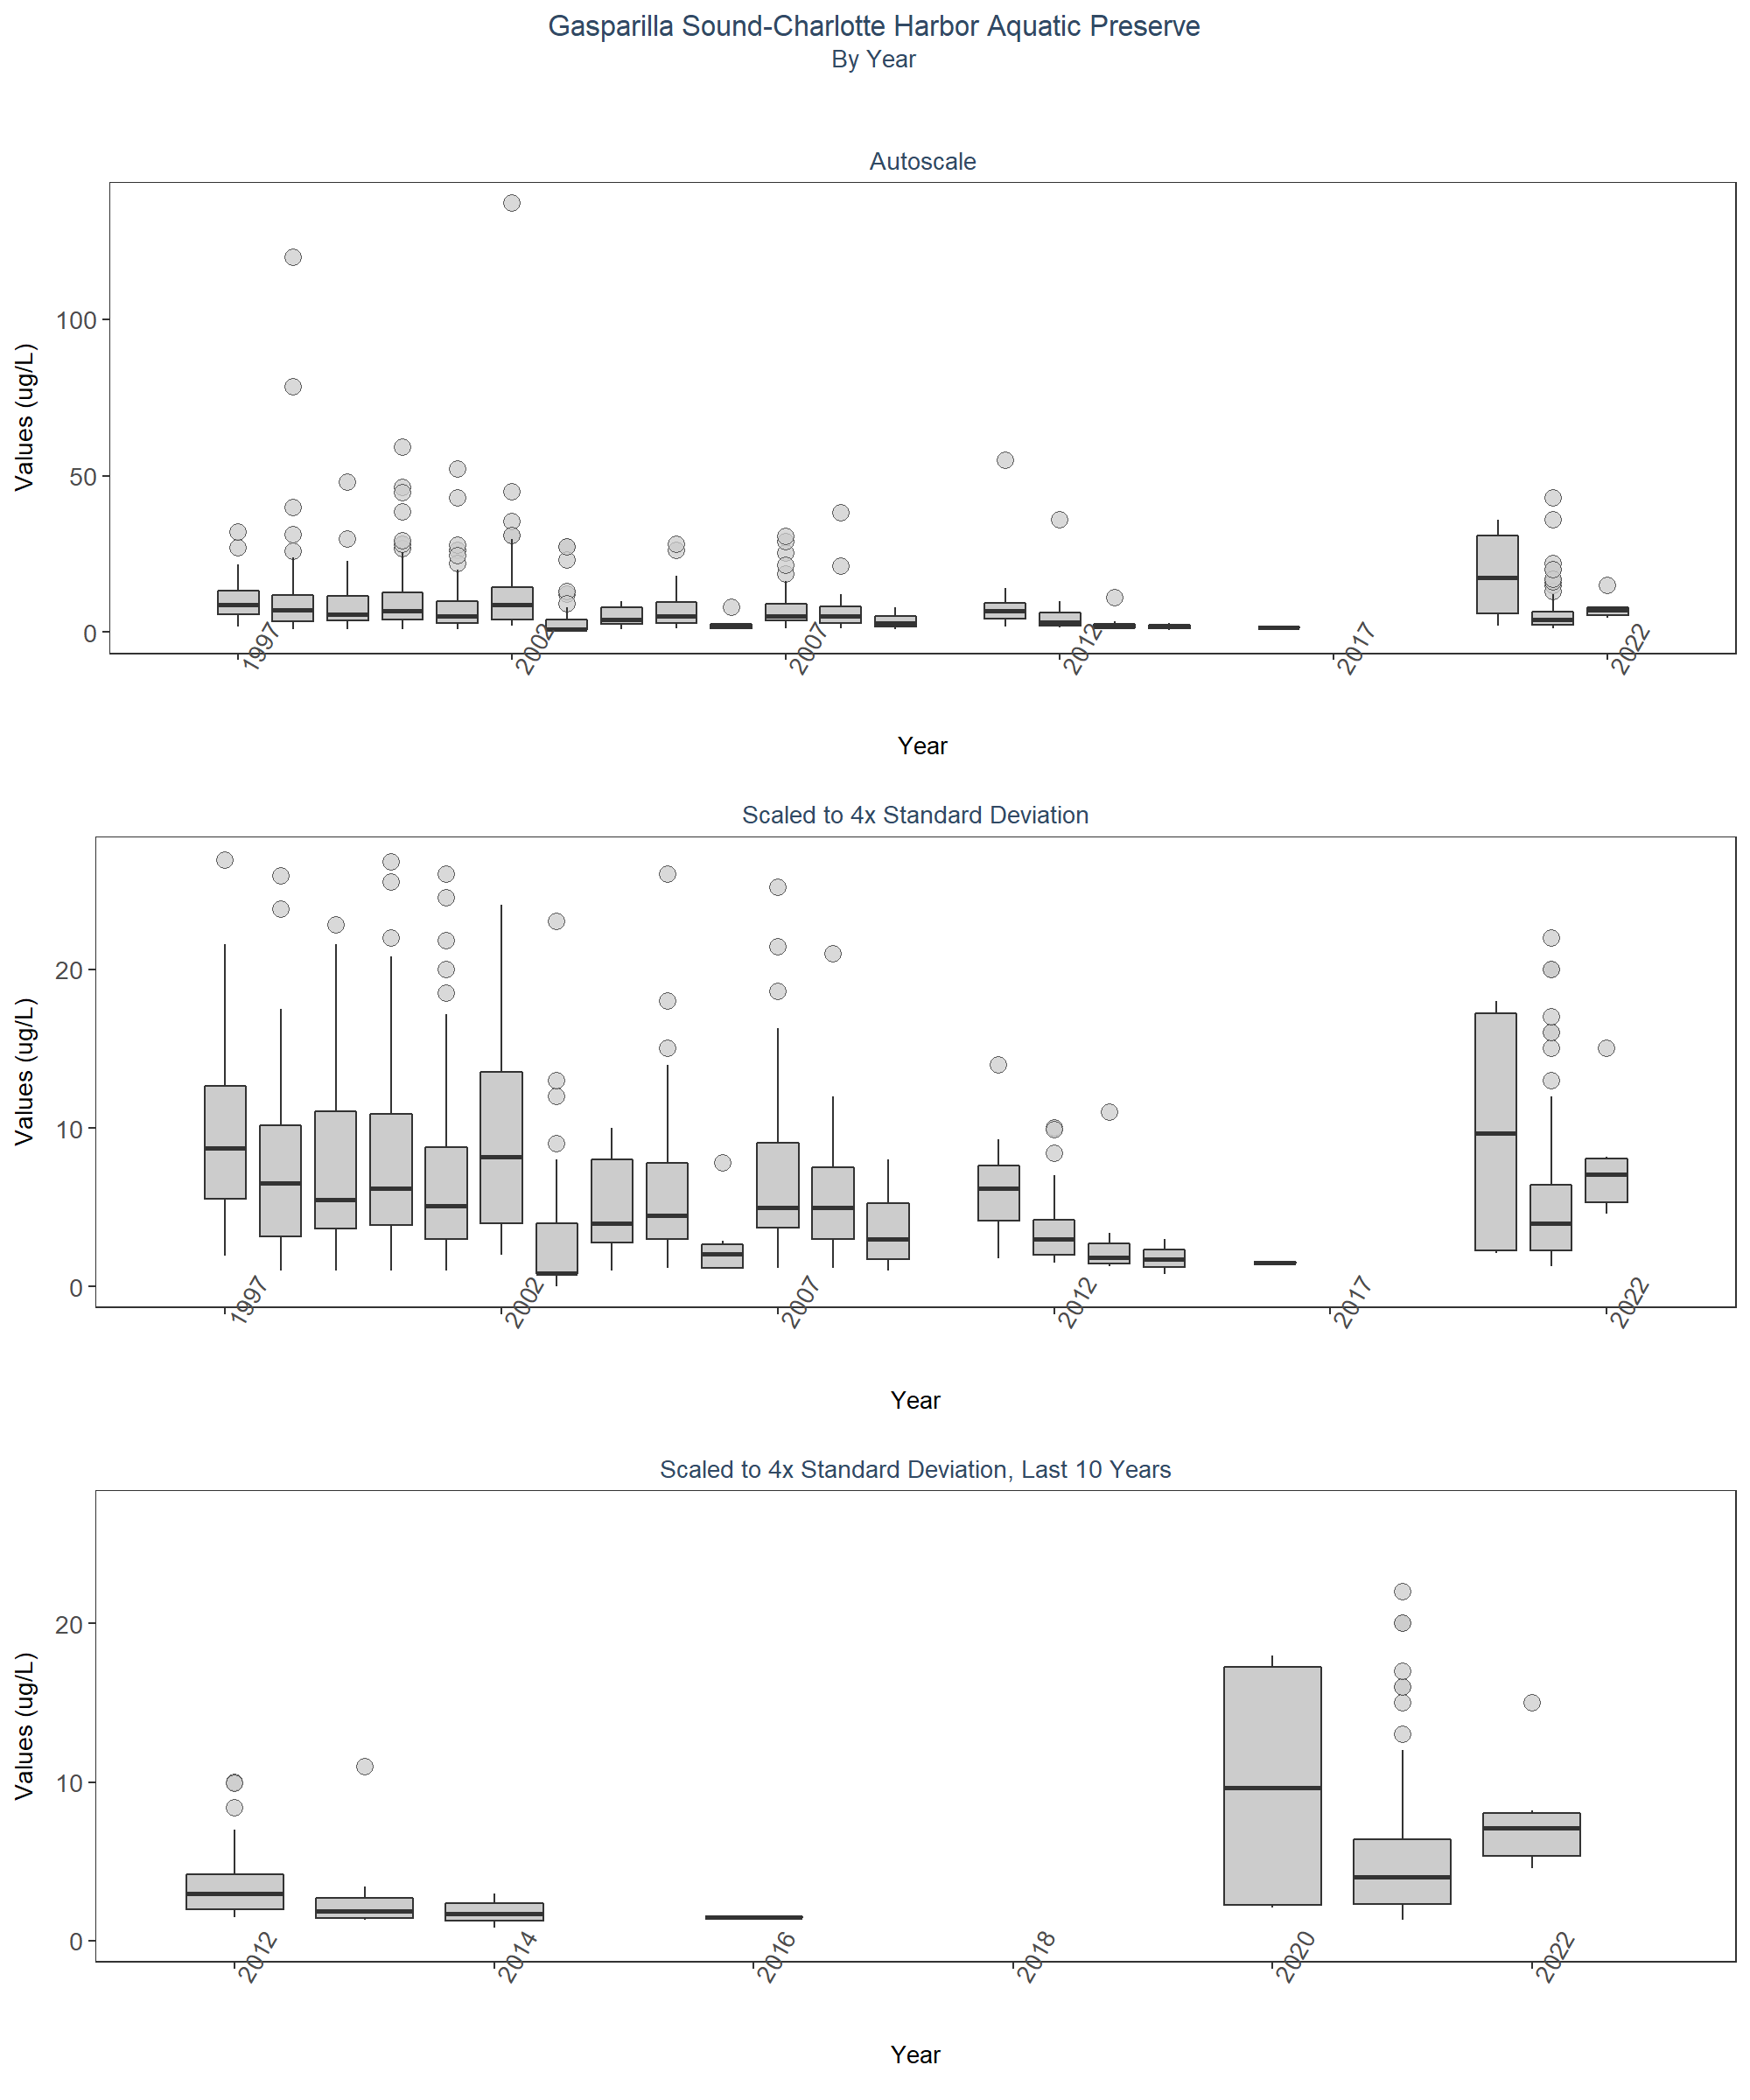 Gasparilla Sound-Charlotte Harbor Aquatic Preserve
By Year
Autoscale
Values (ug/L)
100
50
0
1997 2002 2007 2012 2017 2022
Year
Scaled to 4x Standard Deviation
Values (ug/L)
20
10
0
1997 2002 2007 2012 2017 2022
Year
Scaled to 4x Standard Deviation, Last 10 Years
Values (ug/L)
20
10
0
2012 2014 2016 2018 2020 2022
Year